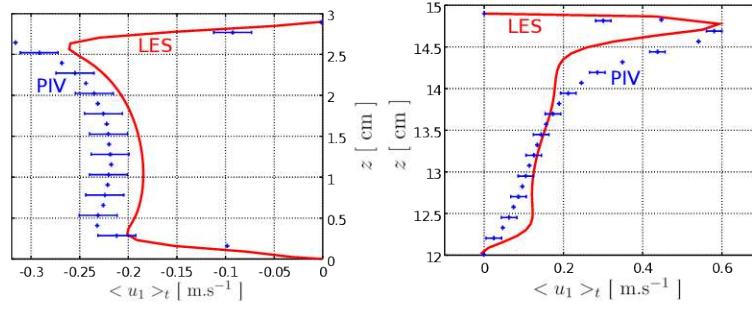 LES
PIV
3
2.5
2
1.5
1
0.5
0
-0.3 -0.25 -0.2 -0.15 -0.1 -0.05 0
< u₁ >ₜ [ m.s⁻¹ ]
z [ cm ]
z [ cm ]
LES
PIV
15
14.5
14
13.5
13
12.5
12
0 0.2 0.4 0.6
< u₁ >ₜ [ m.s⁻¹ ]